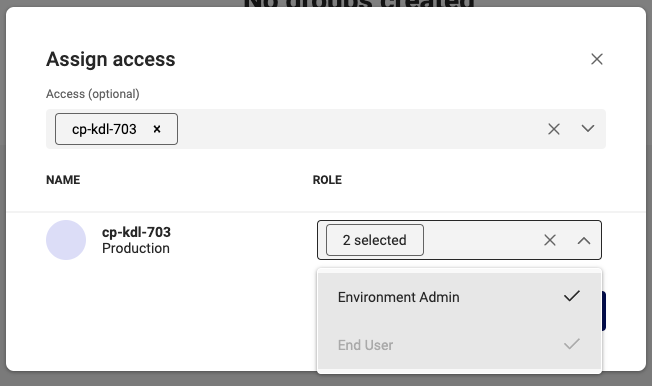 No groups created
Assign access
Access (optional)
cp-kdl-703
NAME ROLE
cp-kdl-703
Production
2 selected
Environment Admin
End User